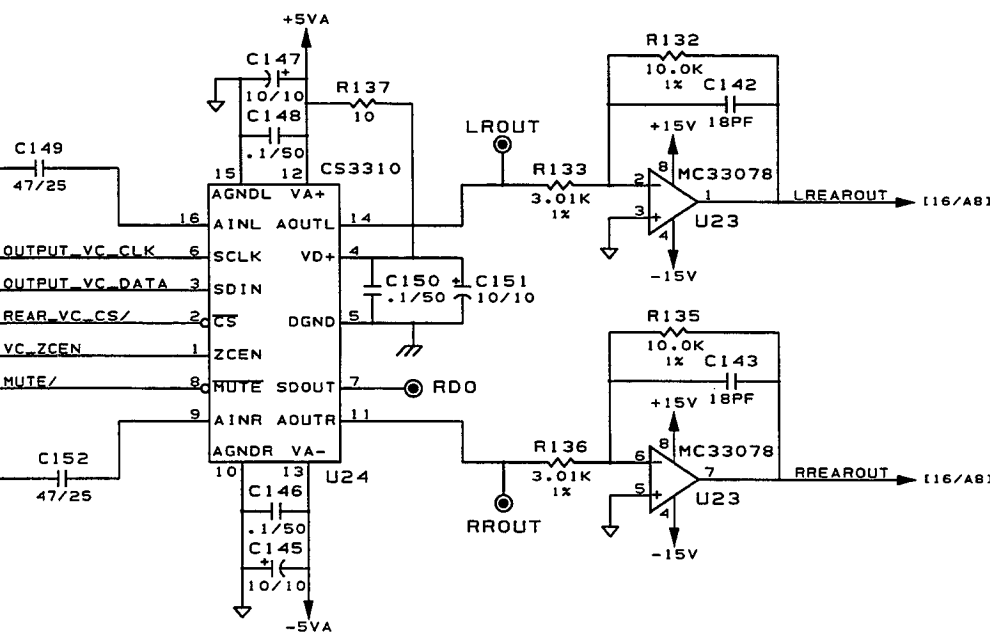 +5VA
C147
10/10
C148
.1/50
R137
10
C149
47/25
15
12
CS3310
AGNDL
VA+
16
AINL
AOUTL
14
OUTPUT_VC_CLK
6
SCLK
VD+
4
OUTPUT_VC_DATA
3
SDIN
C150
.1/50
C151
10/10
REAR_VC_CS/
2
CS
DGND
5
VC_ZCEN
1
ZCEN
MUTE/
8
MUTE
SDOUT
7
RDO
9
AINR
AOUTR
11
AGNDR
VA-
C152
47/25
10
13
U24
C146
.1/50
C145
10/10
-5VA
LROUT
R133
3.01K
1%
R132
10.0K
1%
C142
18PF
+15V
8
MC33078
2
3
1
4
U23
-15V
LREAROUT
[16/A8]
R135
10.0K
1%
C143
18PF
+15V
R136
3.01K
1%
RROUT
8
MC33078
6
5
7
4
U23
-15V
RREAROUT
[16/A8]